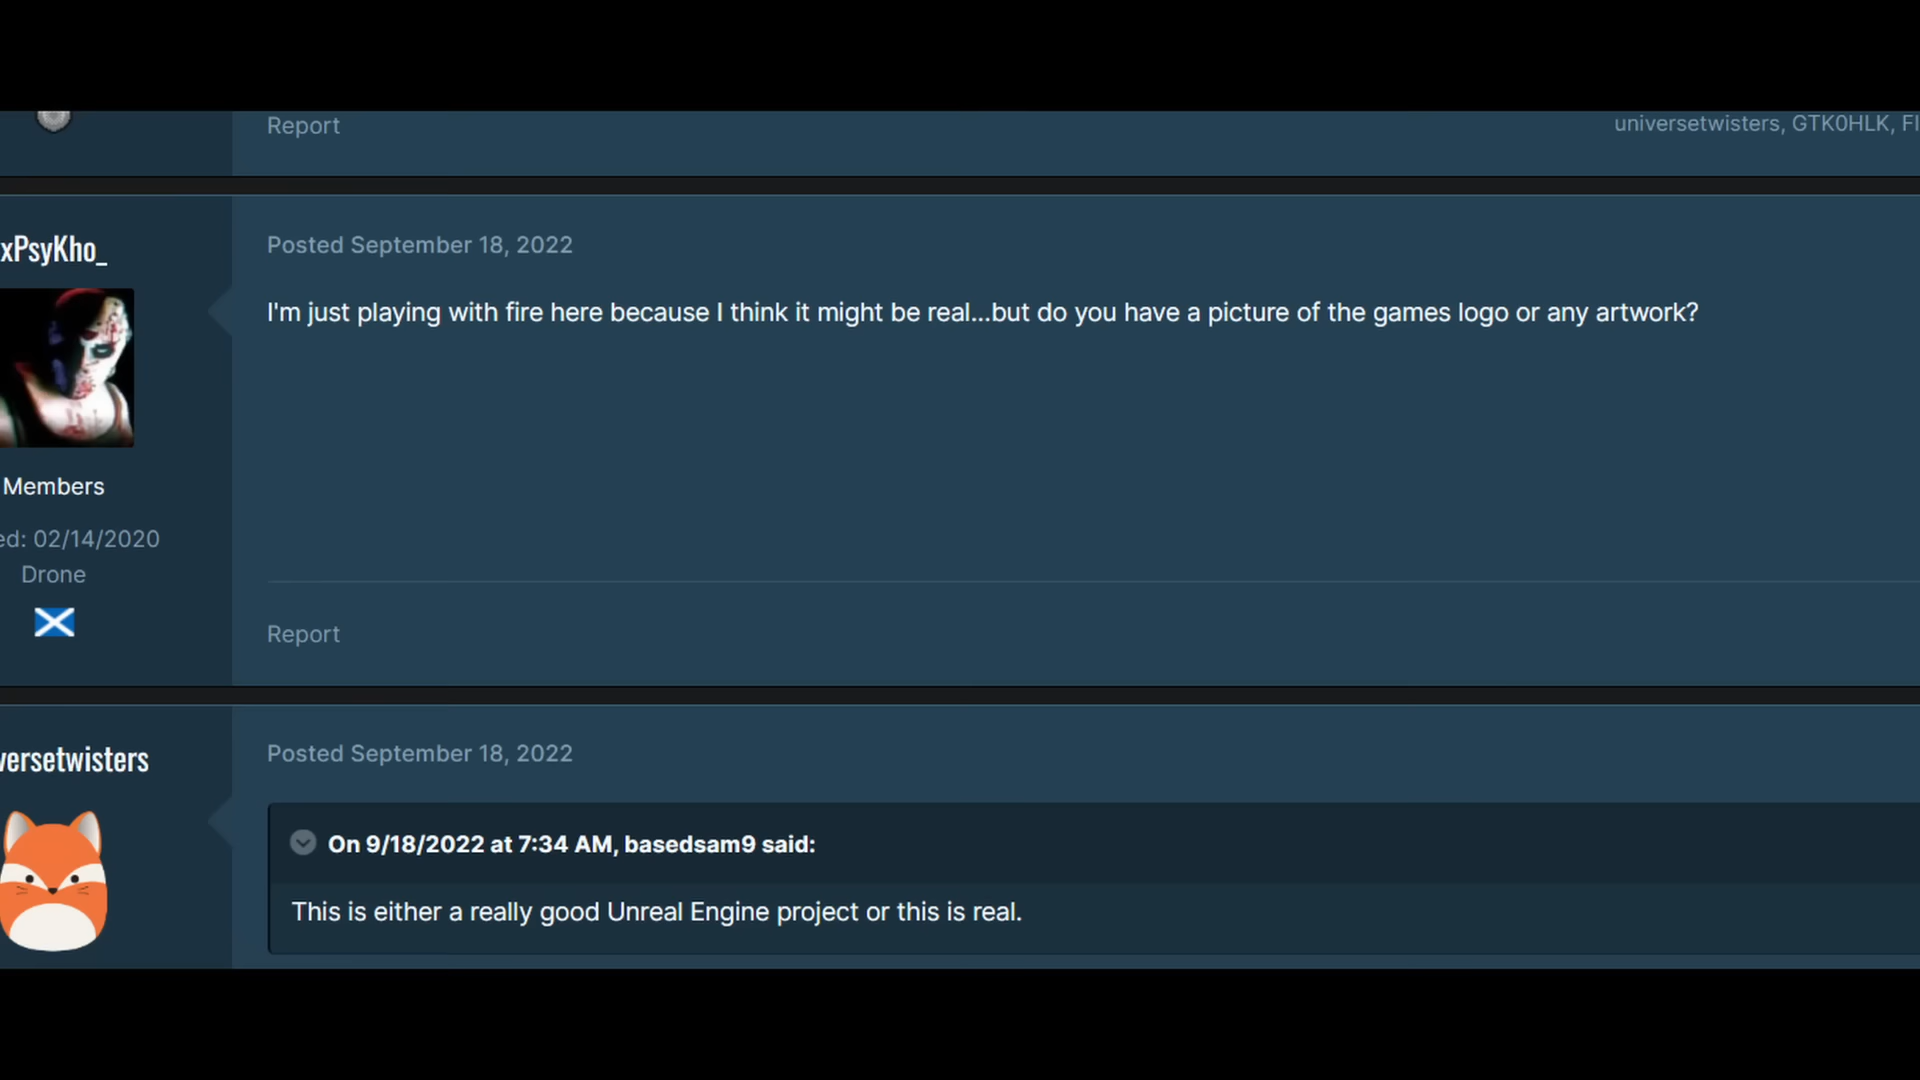 Report
universetwisters, GTK0HLK, FI
xPsyKho_
Posted September 18, 2022
I'm just playing with fire here because I think it might be real...but do you have a picture of the games logo or any artwork?
Members
ed: 02/14/2020
Drone
Report
versetwisters
Posted September 18, 2022
On 9/18/2022 at 7:34 AM, basedsam9 said:
This is either a really good Unreal Engine project or this is real.